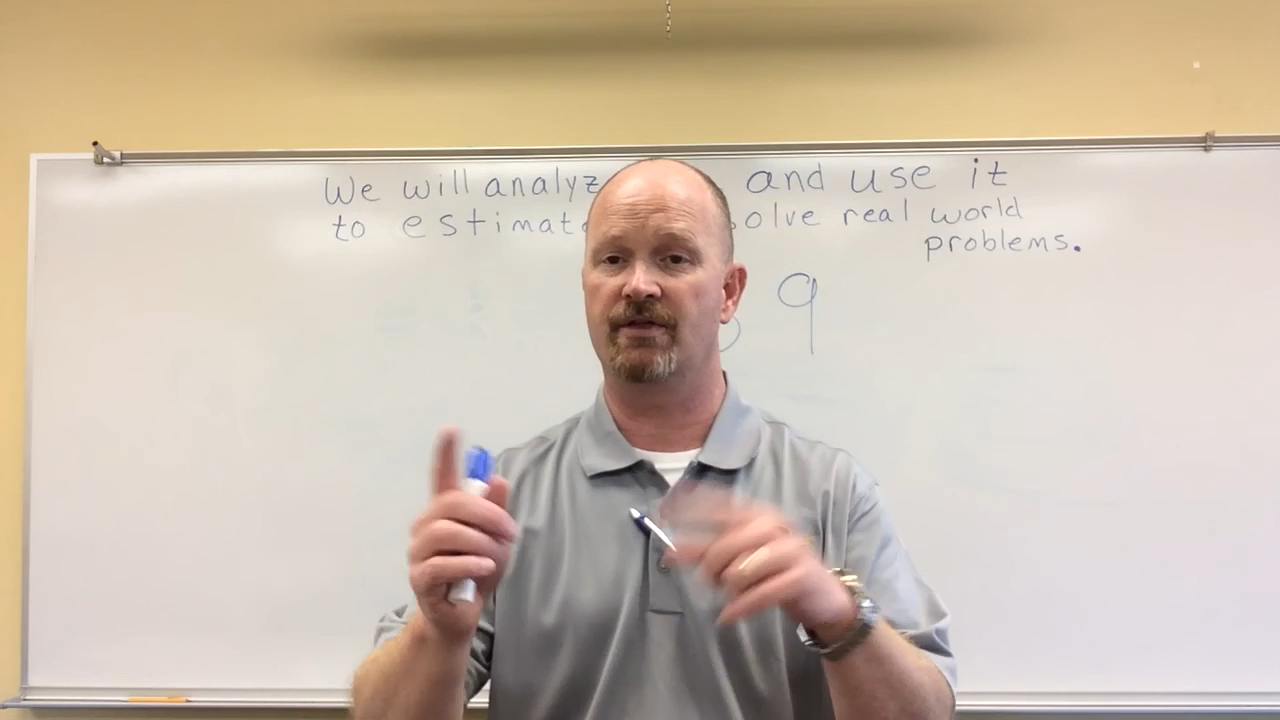 We will analyz and use it
to estimat olve real world
problems.
9